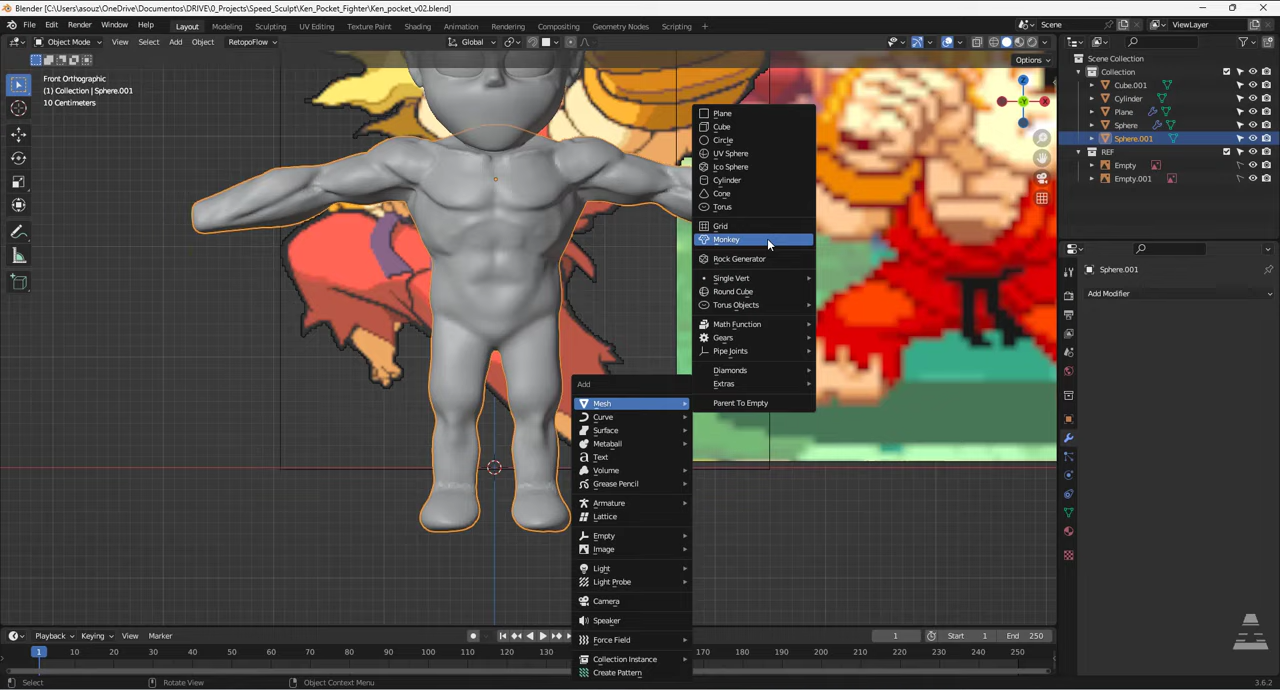 Blender [C:\Users\asouz\OneDrive\Documentos\DRIVE\0_Projects\Speed_Sculpt\Ken_Pocket_Fighter\Ken_pocket_v02.blend]
File Edit Render Window Help Layout Modeling Sculpting UV Editing Texture Paint Shading Animation Rendering Compositing Geometry Nodes Scripting + Scene ViewLayer
Object Mode View Select Add Object RetopoFlow Global
Options
Front Orthographic
(1) Collection | Sphere.001
10 Centimeters
Scene Collection
Collection
Cube.001
Cylinder
Plane
Sphere
Sphere.001
REF
Empty
Empty.001
Sphere.001
Add Modifier
Plane
Cube
Circle
UV Sphere
Ico Sphere
Cylinder
Cone
Torus
Grid
Monkey
Rock Generator
Single Vert
Round Cube
Torus Objects
Math Function
Gears
Pipe Joints
Diamonds
Extras
Parent To Empty
Add
Mesh
Curve
Surface
Metaball
Text
Volume
Grease Pencil
Armature
Lattice
Empty
Image
Light
Light Probe
Camera
Speaker
Force Field
Collection Instance
Create Pattern
Playback Keying View Marker 1 Start 1 End 250
1 10 20 30 40 50 60 70 80 90 100 110 120 130 170 180 190 200 210 220 230 240 250
Select Rotate View Object Context Menu 3.6.2